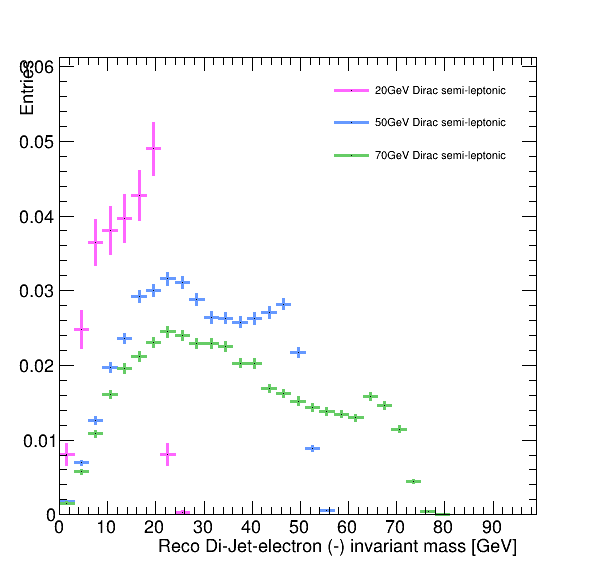 Entries
0.06
20GeV Dirac semi-leptonic
50GeV Dirac semi-leptonic
70GeV Dirac semi-leptonic
0.05
0.04
0.03
0.02
0.01
0
0 10 20 30 40 50 60 70 80 90
Reco Di-Jet-electron (-) invariant mass [GeV]